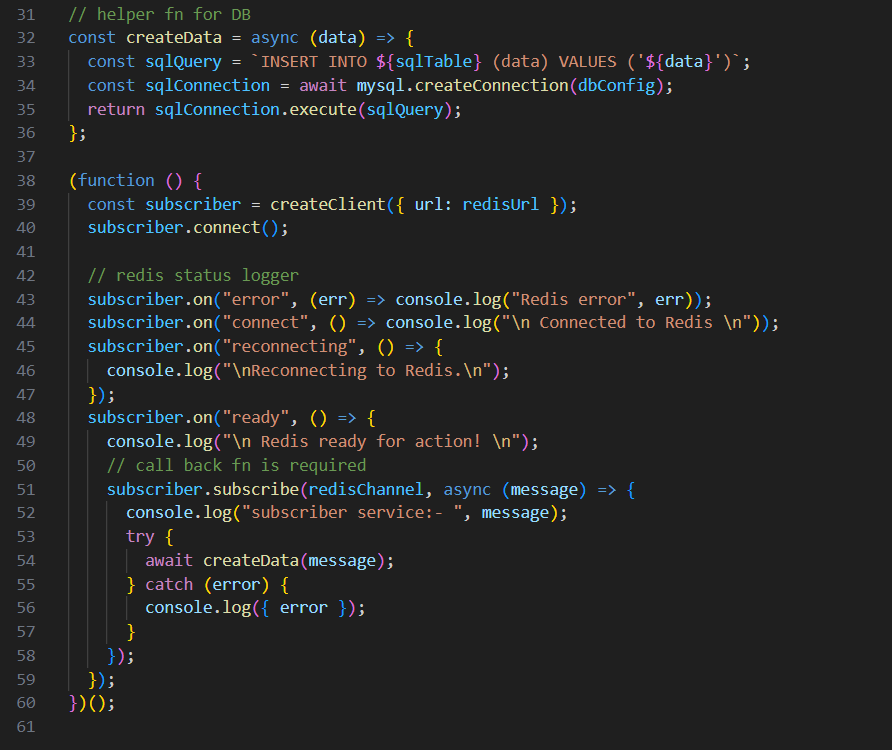 31 // helper fn for DB
32 const createData = async (data) => {
33   const sqlQuery = `INSERT INTO ${sqlTable} (data) VALUES ('${data}')`;
34   const sqlConnection = await mysql.createConnection(dbConfig);
35   return sqlConnection.execute(sqlQuery);
36 };
37
38 (function () {
39   const subscriber = createClient({ url: redisUrl });
40   subscriber.connect();
41
42   // redis status logger
43   subscriber.on("error", (err) => console.log("Redis error", err));
44   subscriber.on("connect", () => console.log("\n Connected to Redis \n"));
45   subscriber.on("reconnecting", () => {
46     console.log("\nReconnecting to Redis.\n");
47   });
48   subscriber.on("ready", () => {
49     console.log("\n Redis ready for action! \n");
50     // call back fn is required
51     subscriber.subscribe(redisChannel, async (message) => {
52       console.log("subscriber service:- ", message);
53       try {
54         await createData(message);
55       } catch (error) {
56         console.log({ error });
57       }
58     });
59   });
60 })();
61